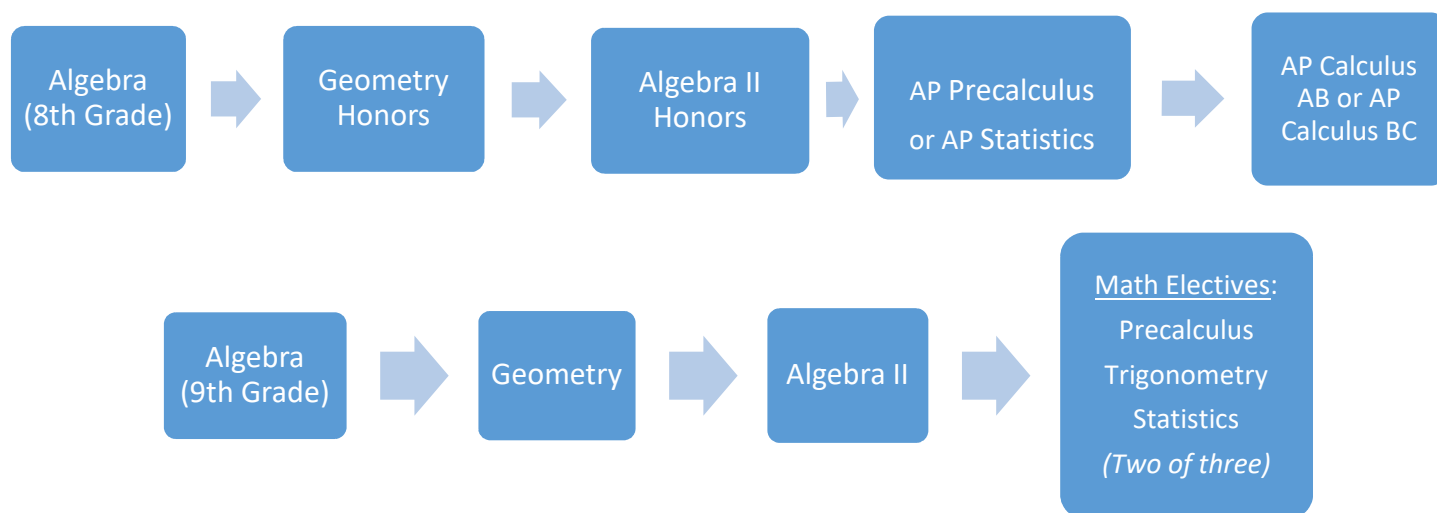 Algebra
(8th Grade)
Geometry
Honors
Algebra II
Honors
AP Precalculus
or AP Statistics
AP Calculus
AB or AP
Calculus BC
Algebra
(9th Grade)
Geometry
Algebra II
Math Electives:
Precalculus
Trigonometry
Statistics
(Two of three)